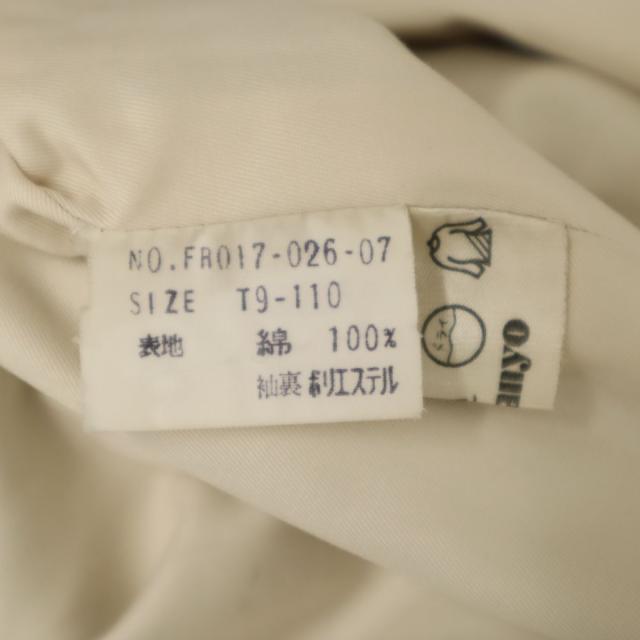 NO.FR017-026-07
SIZE T9-110
表地 綿 100%
袖裏 ポリエステル